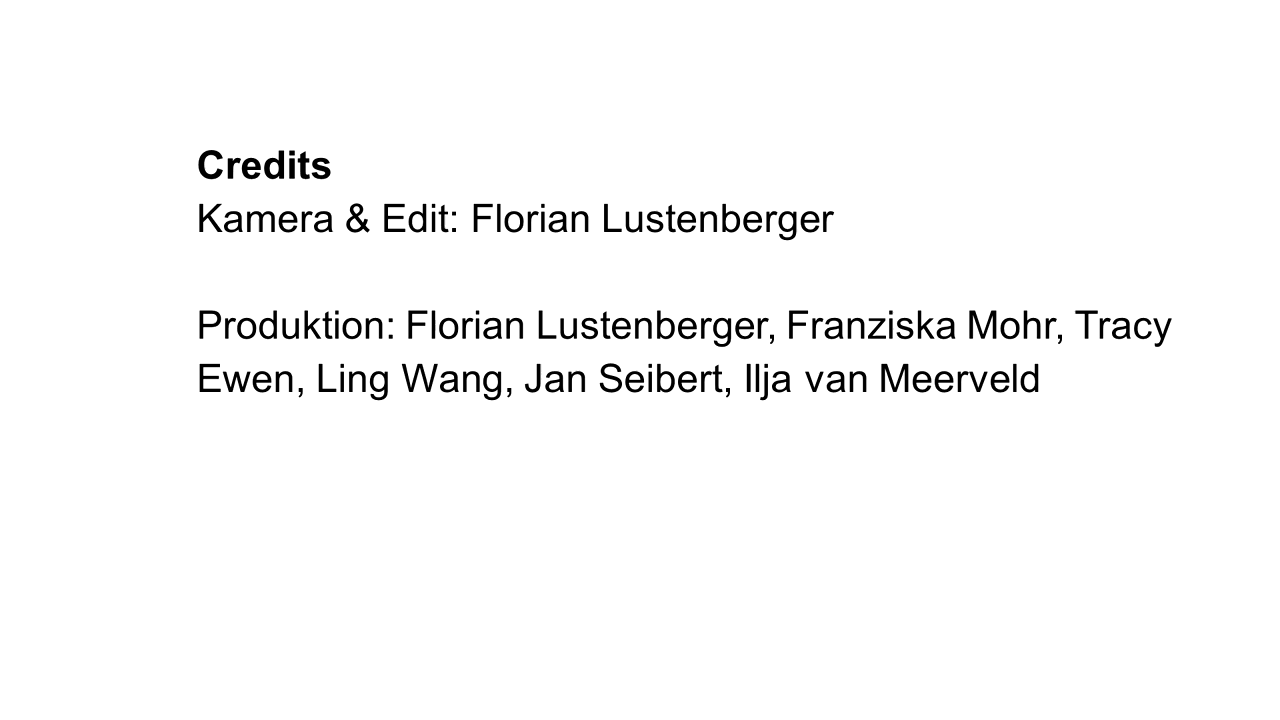 Credits
Kamera & Edit: Florian Lustenberger
Produktion: Florian Lustenberger, Franziska Mohr, Tracy
Ewen, Ling Wang, Jan Seibert, Ilja van Meerveld